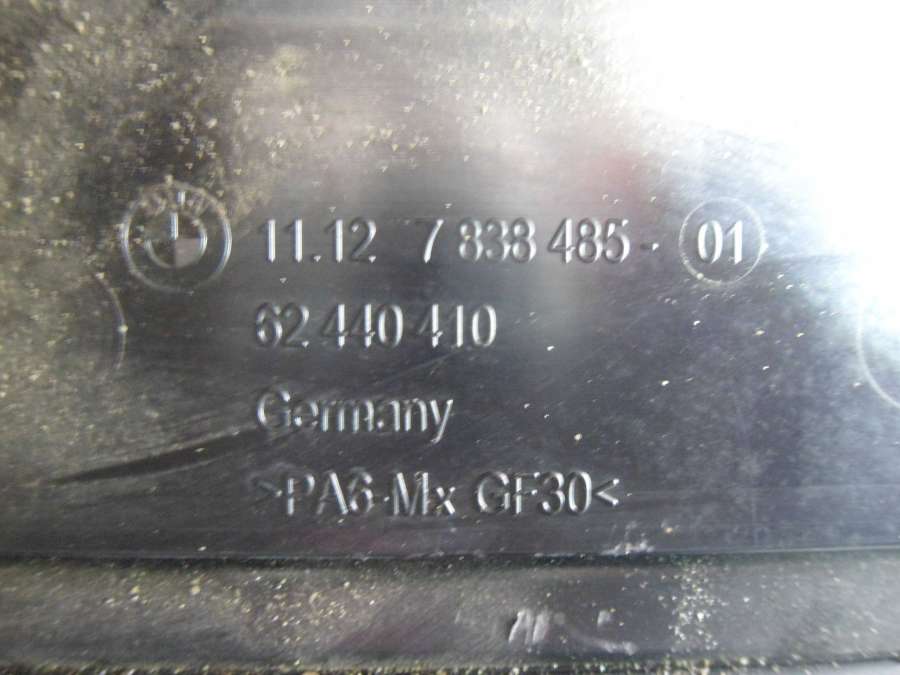 11.12 7 838 485 - 01
62 440 410
Germany
>PA6-Mx GF30<